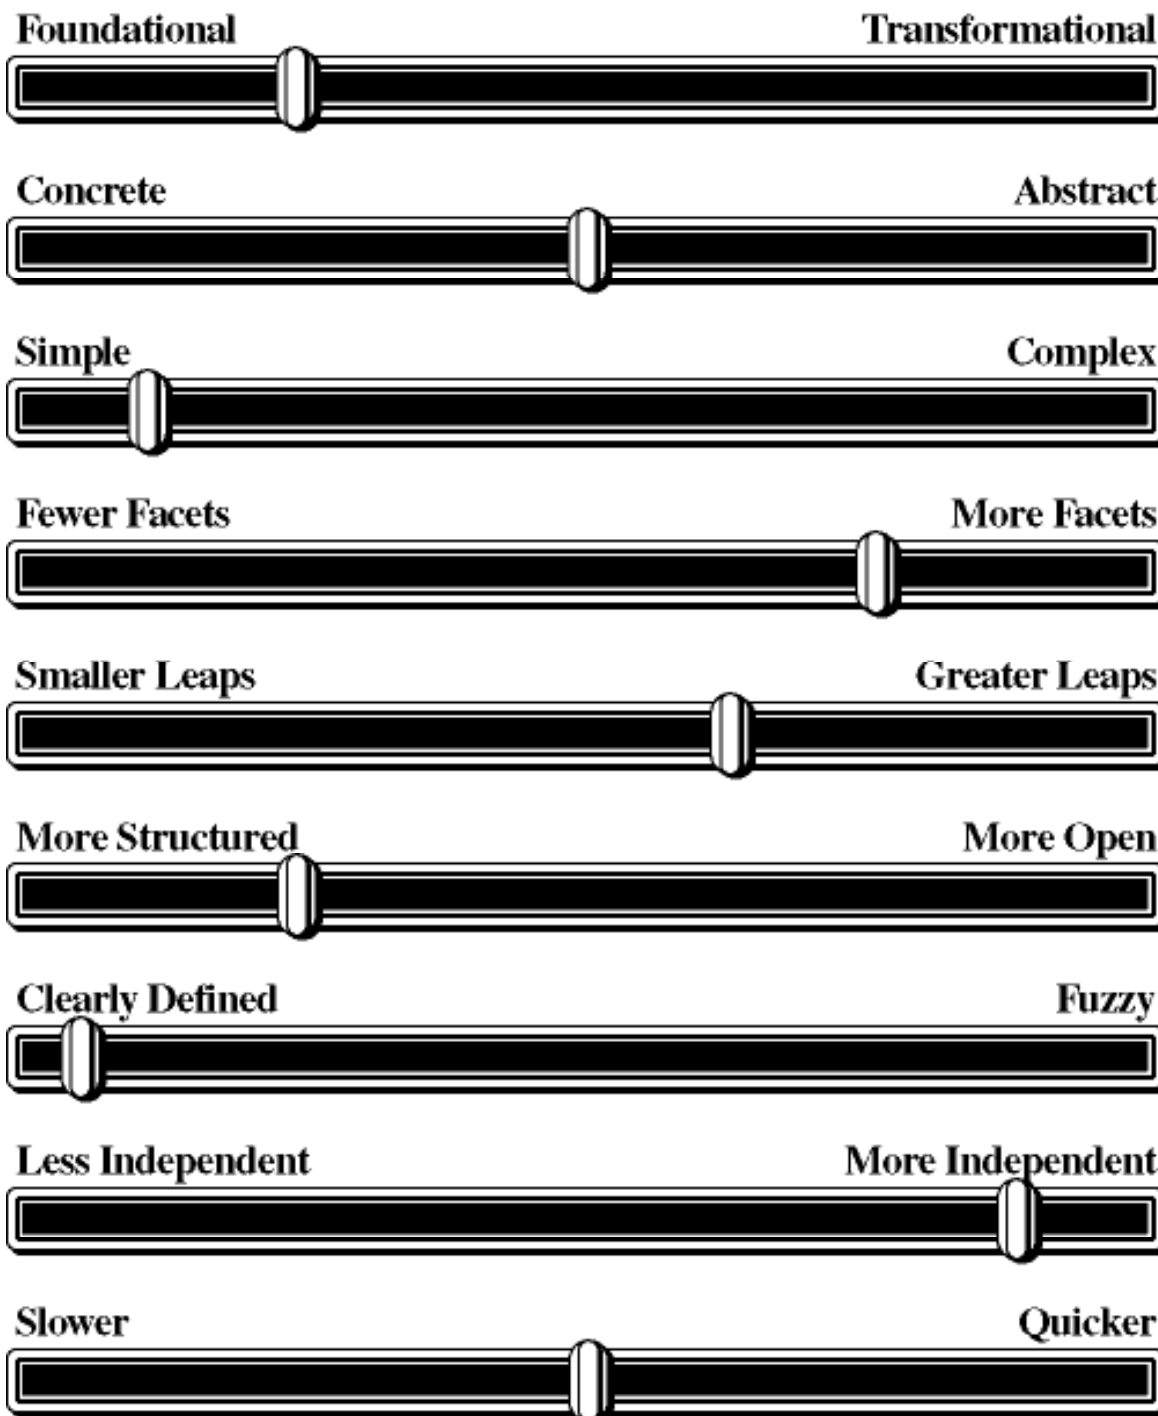 Foundational Transformational
Concrete Abstract
Simple Complex
Fewer Facets More Facets
Smaller Leaps Greater Leaps
More Structured More Open
Clearly Defined Fuzzy
Less Independent More Independent
Slower Quicker